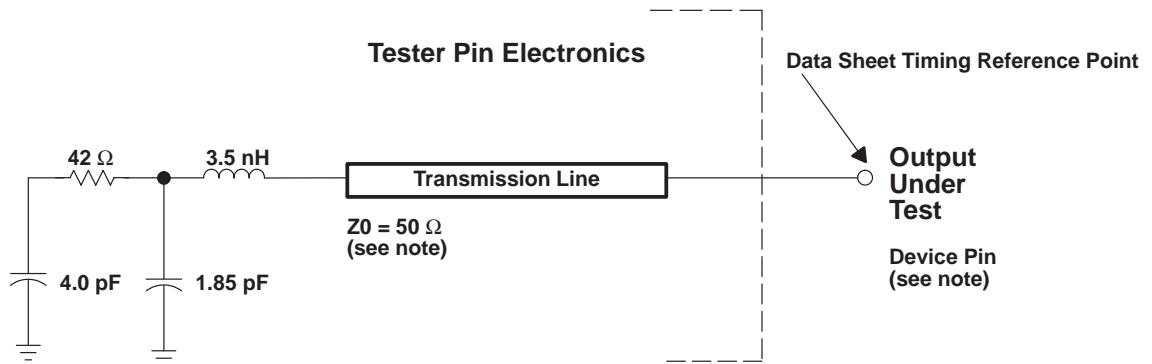 Tester Pin Electronics
Data Sheet Timing Reference Point
42 Ω
3.5 nH
Transmission Line
Output
Under
Test
Z0 = 50 Ω
(see note)
Device Pin
(see note)
4.0 pF
1.85 pF